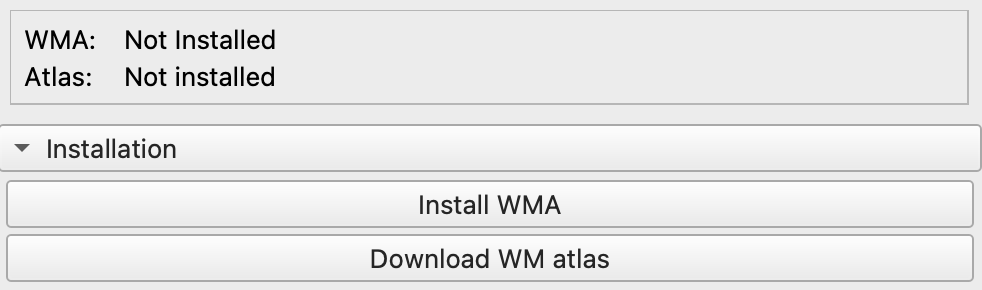 WMA: Not Installed
Atlas: Not installed
Installation
Install WMA
Download WM atlas